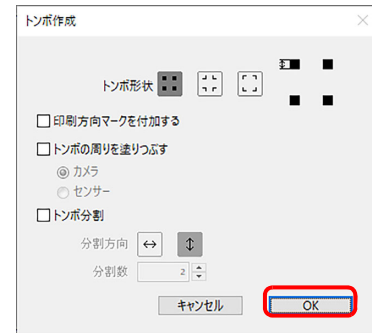 トンボ作成
トンボ形状
印刷方向マークを付加する
トンボの周りを塗りつぶす
カメラ
センサー
トンボ分割
分割方向
分割数 2
キャンセル OK